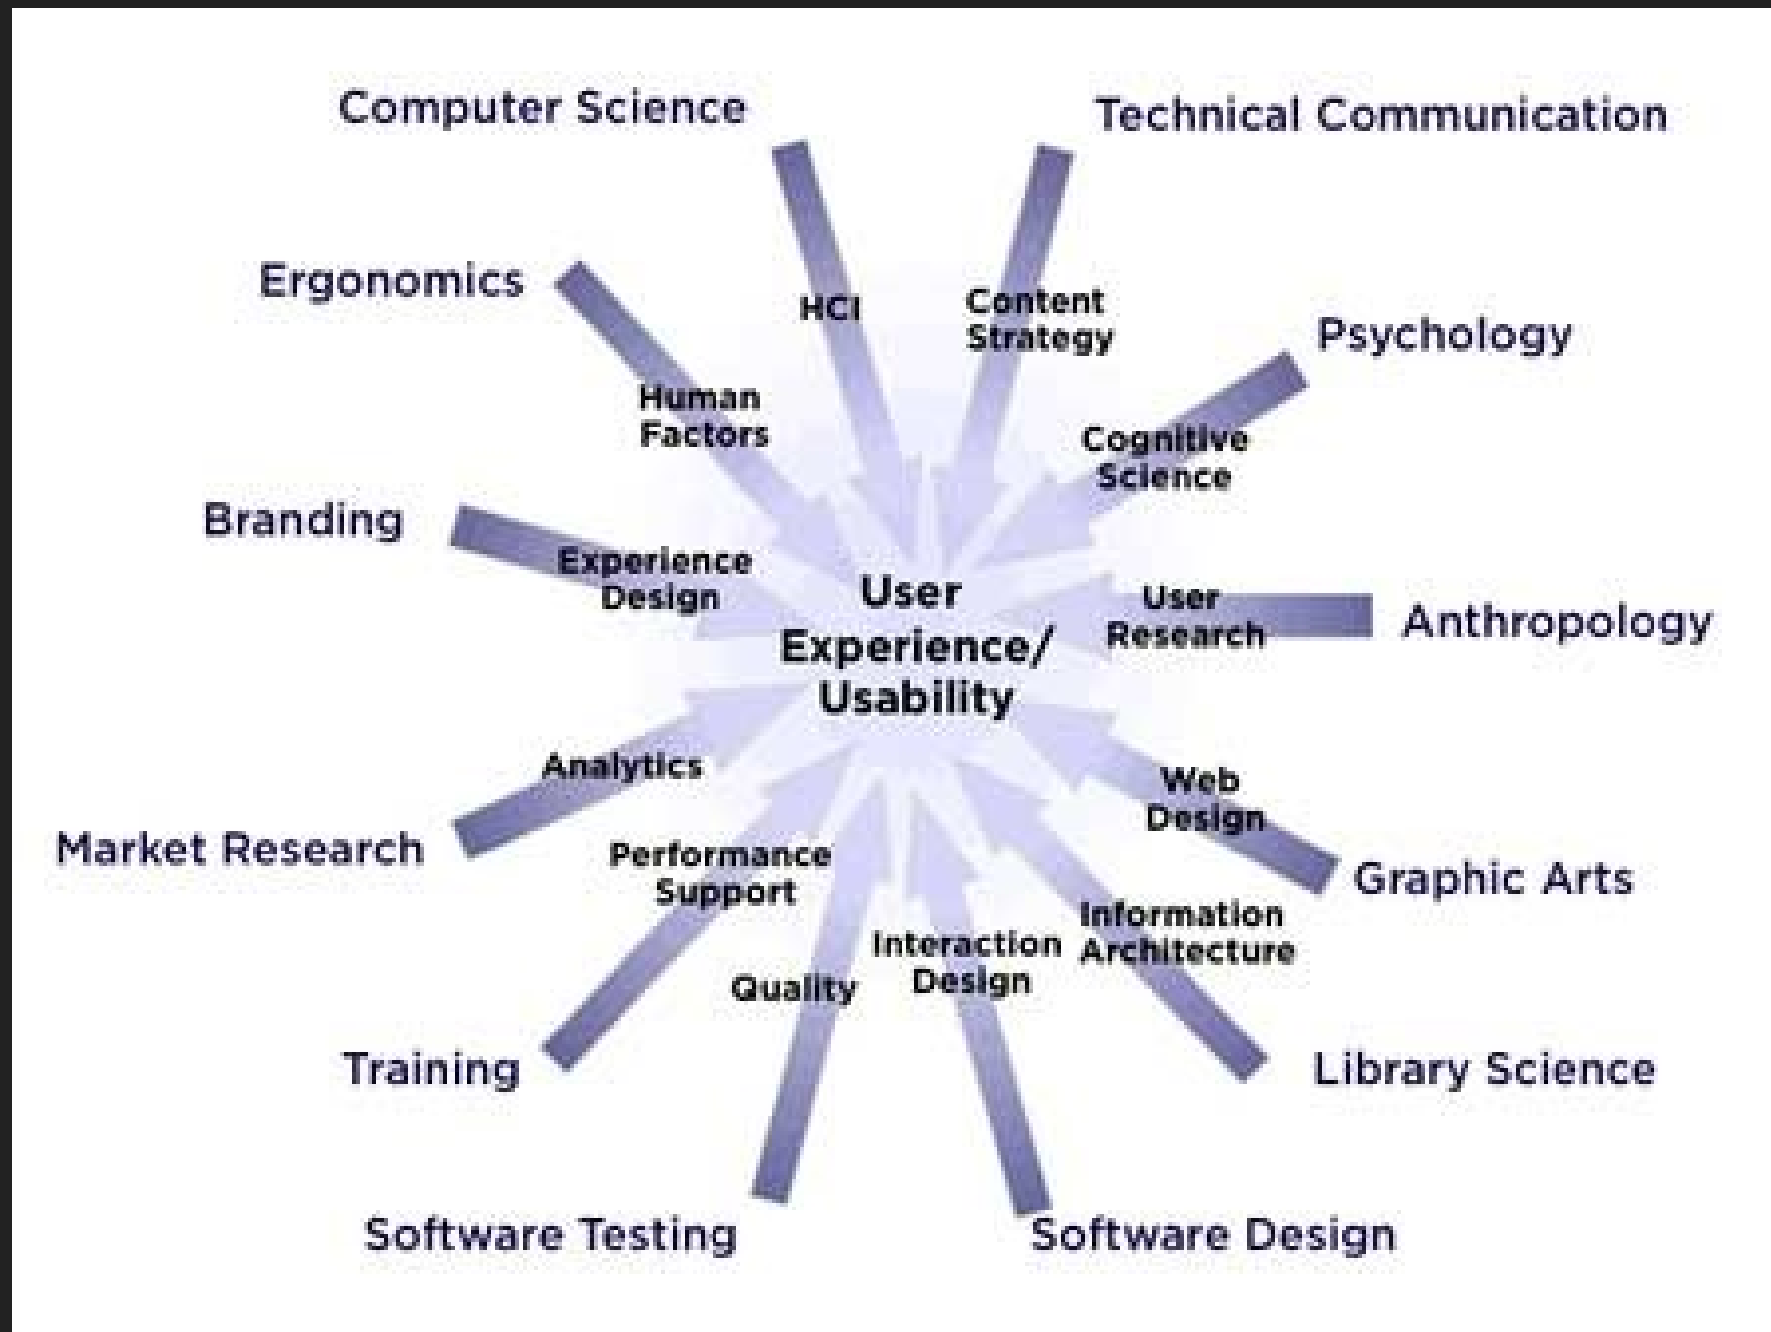 Computer Science
Technical Communication
Ergonomics
HCI
Content
Strategy
Psychology
Human
Factors
Cognitive
Science
Branding
Experience
Design
User
Experience/
Usability
User
Research
Anthropology
Analytics
Market Research
Web
Design
Graphic Arts
Performance
Support
Information
Architecture
Interaction
Design
Quality
Training
Library Science
Software Testing
Software Design